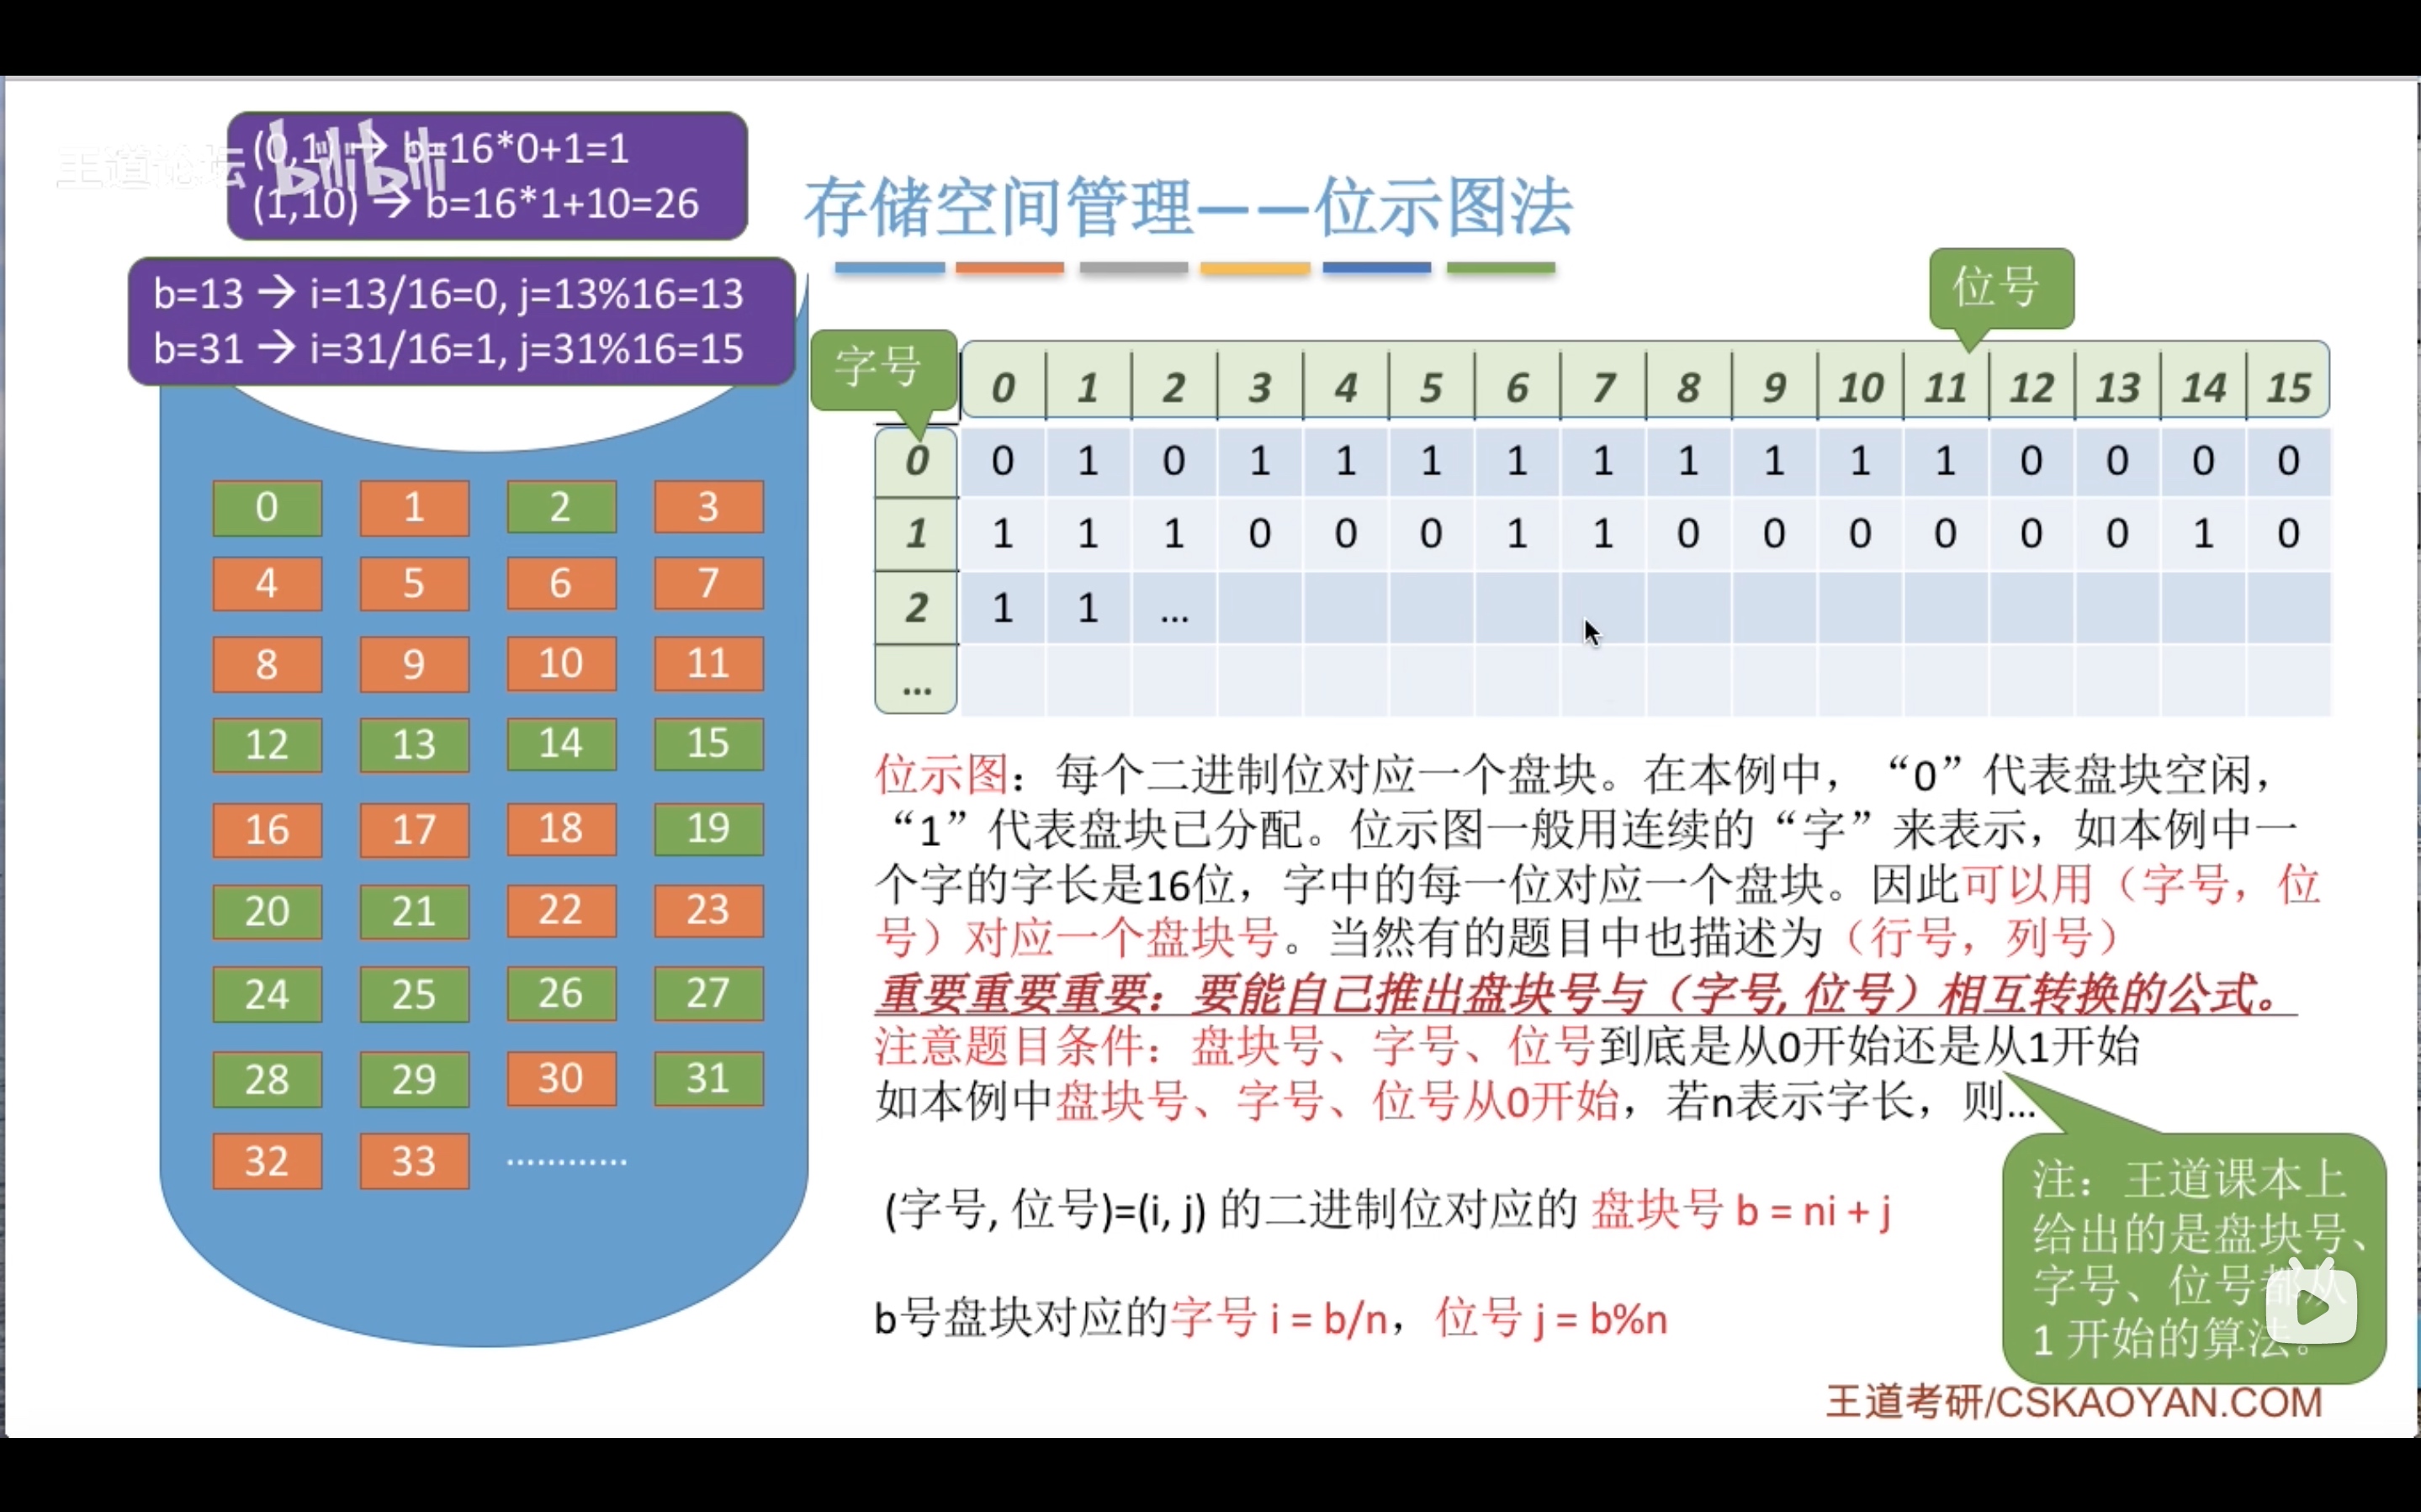 王道论坛 bilibili
(0,1) → b=16*0+1=1
(1,10) → b=16*1+10=26
存储空间管理——位示图法
b=13 → i=13/16=0, j=13%16=13
b=31 → i=31/16=1, j=31%16=15
位号
字号
0 1 2 3 4 5 6 7 8 9 10 11 12 13 14 15
0 0 1 0 1 1 1 1 1 1 1 1 1 0 0 0 0
1 1 1 1 0 0 0 1 1 0 0 0 0 0 0 1 0
2 1 1 ...
...
0 1 2 3
4 5 6 7
8 9 10 11
12 13 14 15
16 17 18 19
20 21 22 23
24 25 26 27
28 29 30 31
32 33 ............
位示图：每个二进制位对应一个盘块。在本例中，“0”代表盘块空闲，
“1”代表盘块已分配。位示图一般用连续的“字”来表示，如本例中一
个字的字长是16位，字中的每一位对应一个盘块。因此可以用（字号，位
号）对应一个盘块号。当然有的题目中也描述为（行号，列号）
重要重要重要：要能自己推出盘块号与（字号, 位号）相互转换的公式。
注意题目条件：盘块号、字号、位号到底是从0开始还是从1开始
如本例中盘块号、字号、位号从0开始，若n表示字长，则...
(字号, 位号)=(i, j) 的二进制位对应的 盘块号 b = ni + j
b号盘块对应的字号 i = b/n，位号 j = b%n
注：王道课本上
给出的是盘块号、
字号、位号都从
1 开始的算法。
王道考研/CSKAOYAN.COM